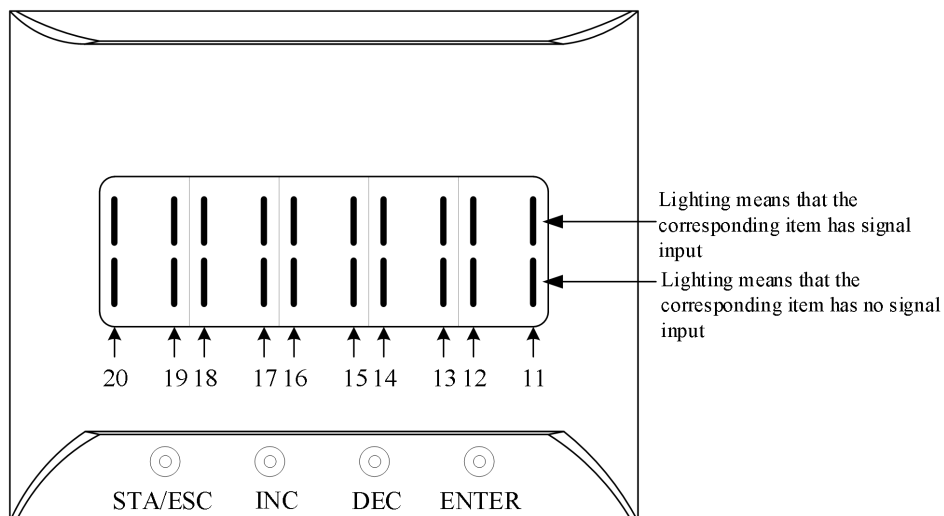 Lighting means that the
corresponding item has signal
input
Lighting means that the
corresponding item has no signal
input
20 19 18 17 16 15 14 13 12 11
STA/ESC INC DEC ENTER